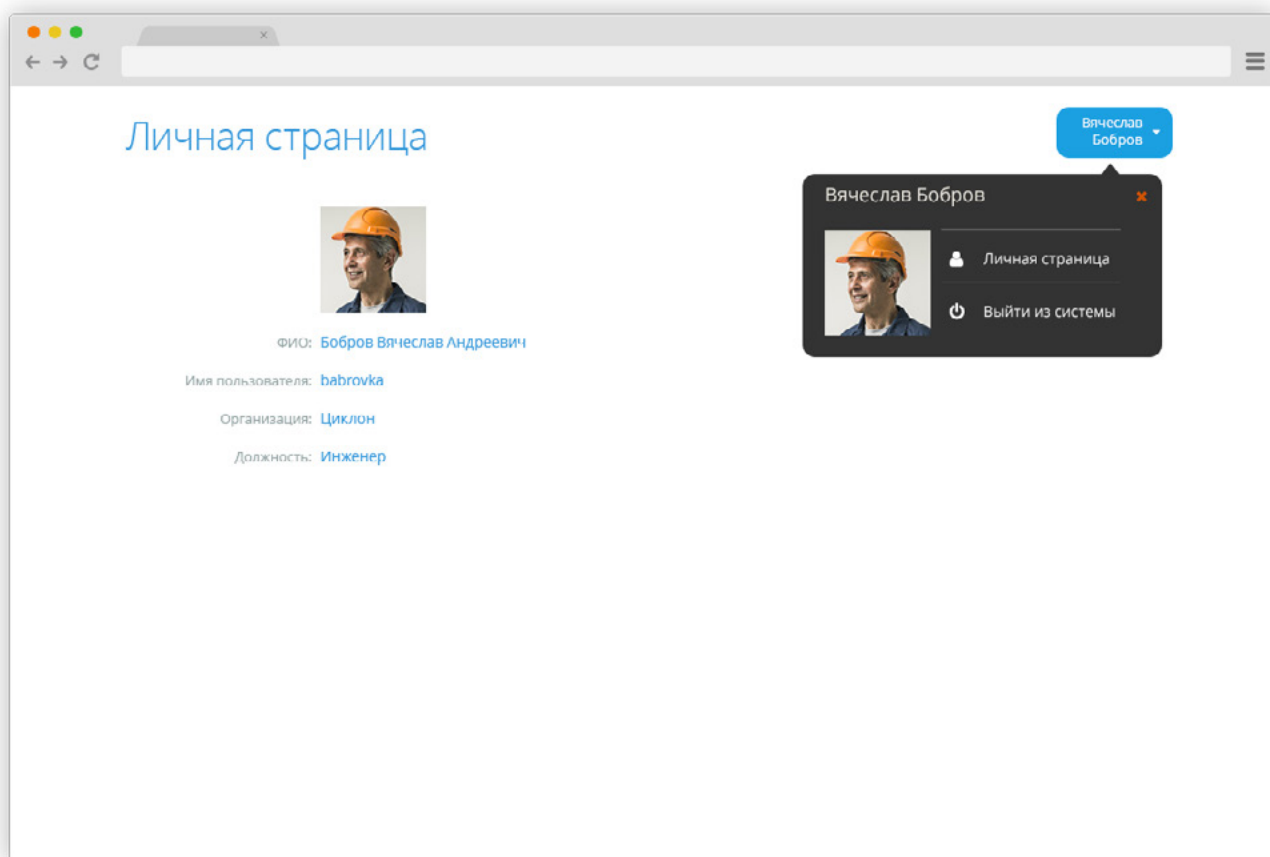 Личная страница
Вячеслав
Бобров
Вячеслав Бобров
Личная страница
Выйти из системы
ФИО: Бобров Вячеслав Андреевич
Имя пользователя: babrovka
Организация: Циклон
Должность: Инженер